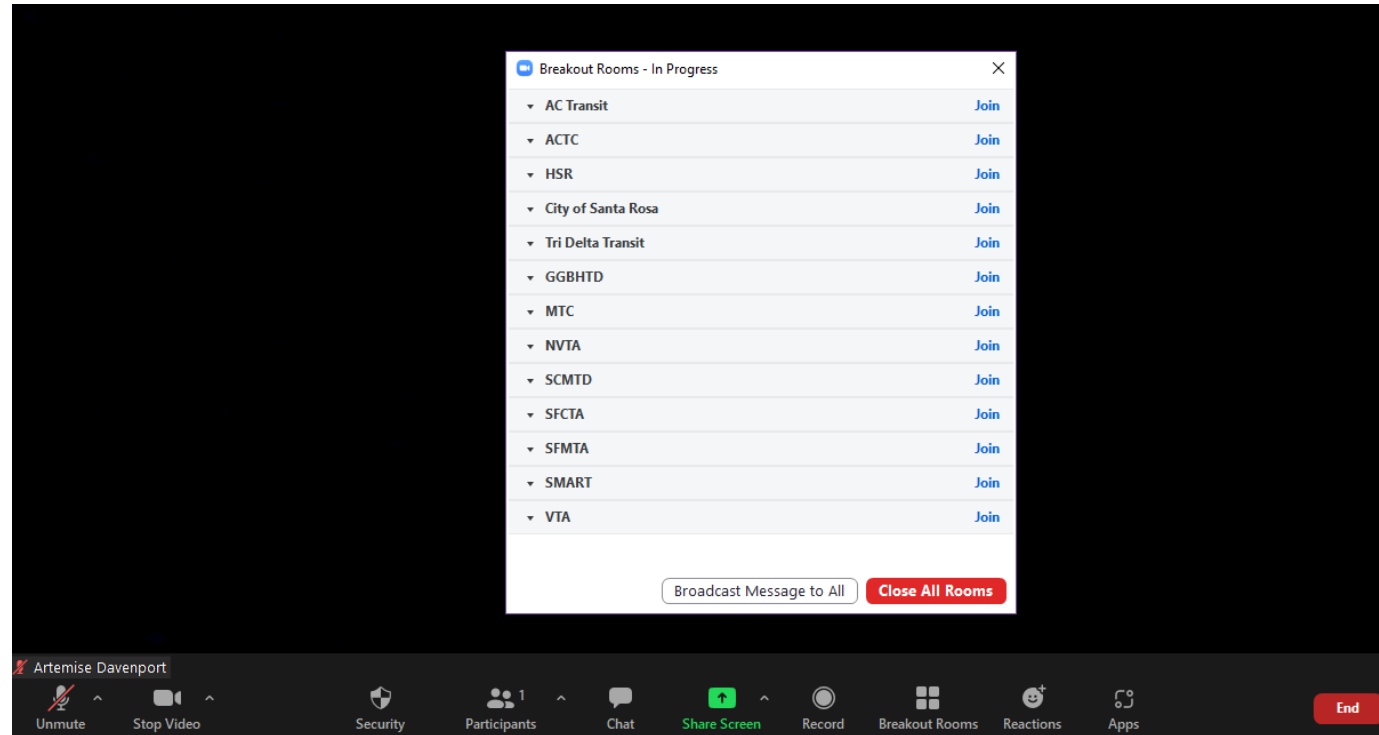 Breakout Rooms - In Progress
AC Transit Join
ACTC Join
HSR Join
City of Santa Rosa Join
Tri Delta Transit Join
GGBHTD Join
MTC Join
NVTA Join
SCMTD Join
SFCTA Join
SFMTA Join
SMART Join
VTA Join
Broadcast Message to All Close All Rooms
Artemise Davenport
1
Unmute Stop Video Security Participants Chat Share Screen Record Breakout Rooms Reactions Apps End